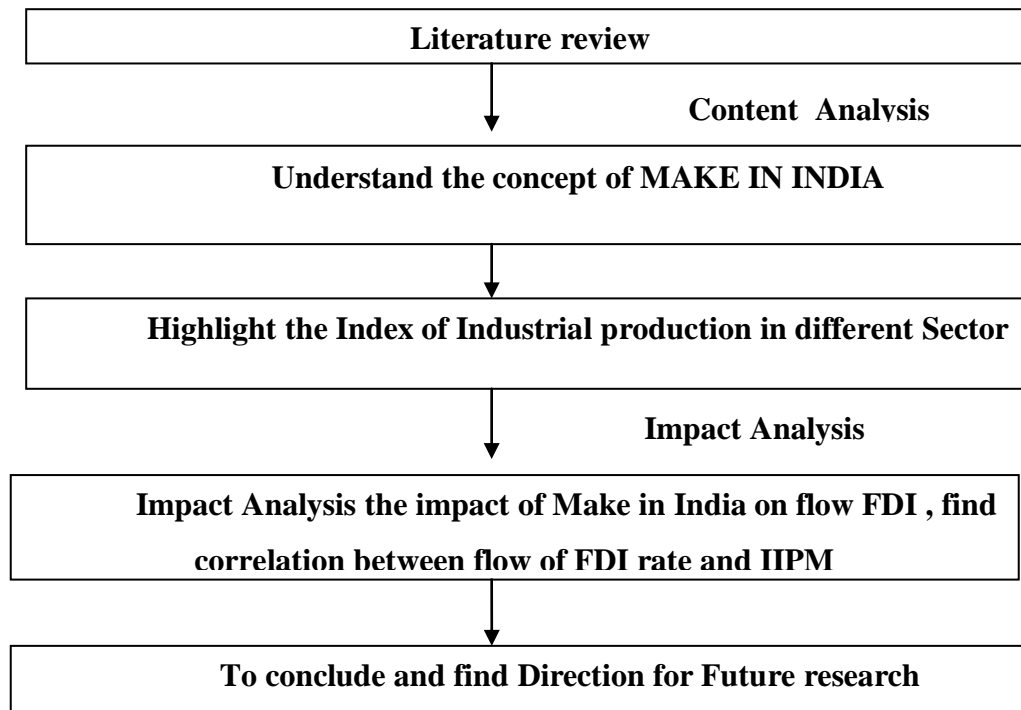 Literature review
Content Analysis
Understand the concept of MAKE IN INDIA
Highlight the Index of Industrial production in different Sector
Impact Analysis
Impact Analysis the impact of Make in India on flow FDI , find
correlation between flow of FDI rate and IIPM
To conclude and find Direction for Future research